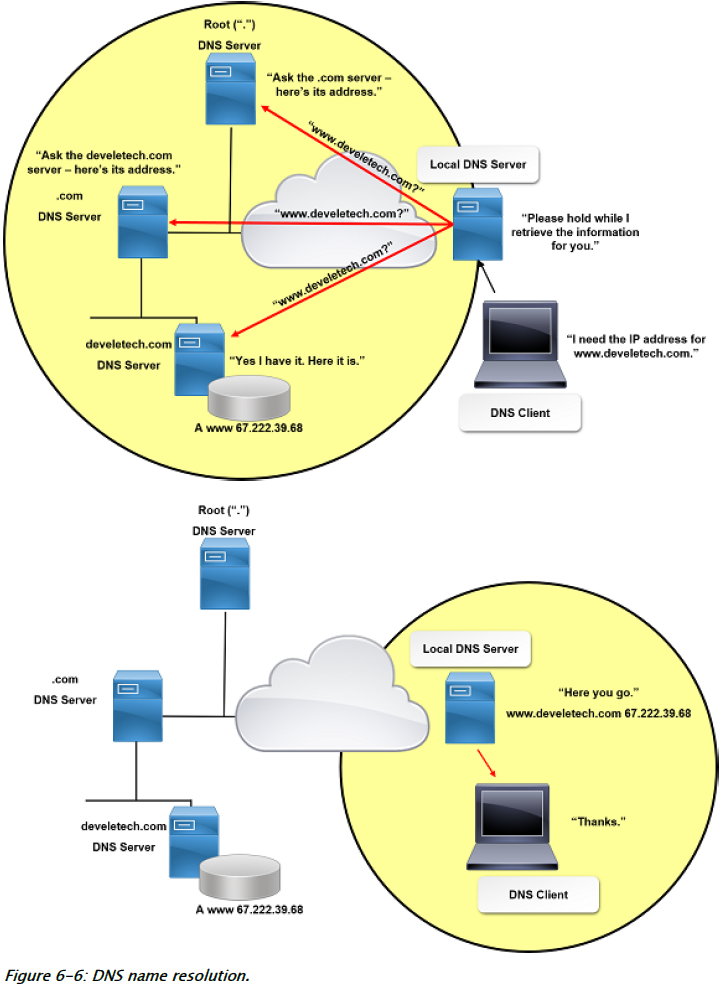 Root (“.”)
DNS Server
“Ask the .com server –
here’s its address.”
“www.develetech.com?”
Local DNS Server
“Ask the develetech.com
server – here’s its address.”
.com
DNS Server
“www.develetech.com?”
“Please hold while I
retrieve the information
for you.”
“www.develetech.com?”
develetech.com
DNS Server
“Yes I have it. Here it is.”
“I need the IP address for
www.develetech.com.”
DNS Client
A www 67.222.39.68
Root (“.”)
DNS Server
Local DNS Server
.com
DNS Server
“Here you go.”
www.develetech.com 67.222.39.68
develetech.com
DNS Server
“Thanks.”
DNS Client
A www 67.222.39.68
Figure 6-6: DNS name resolution.